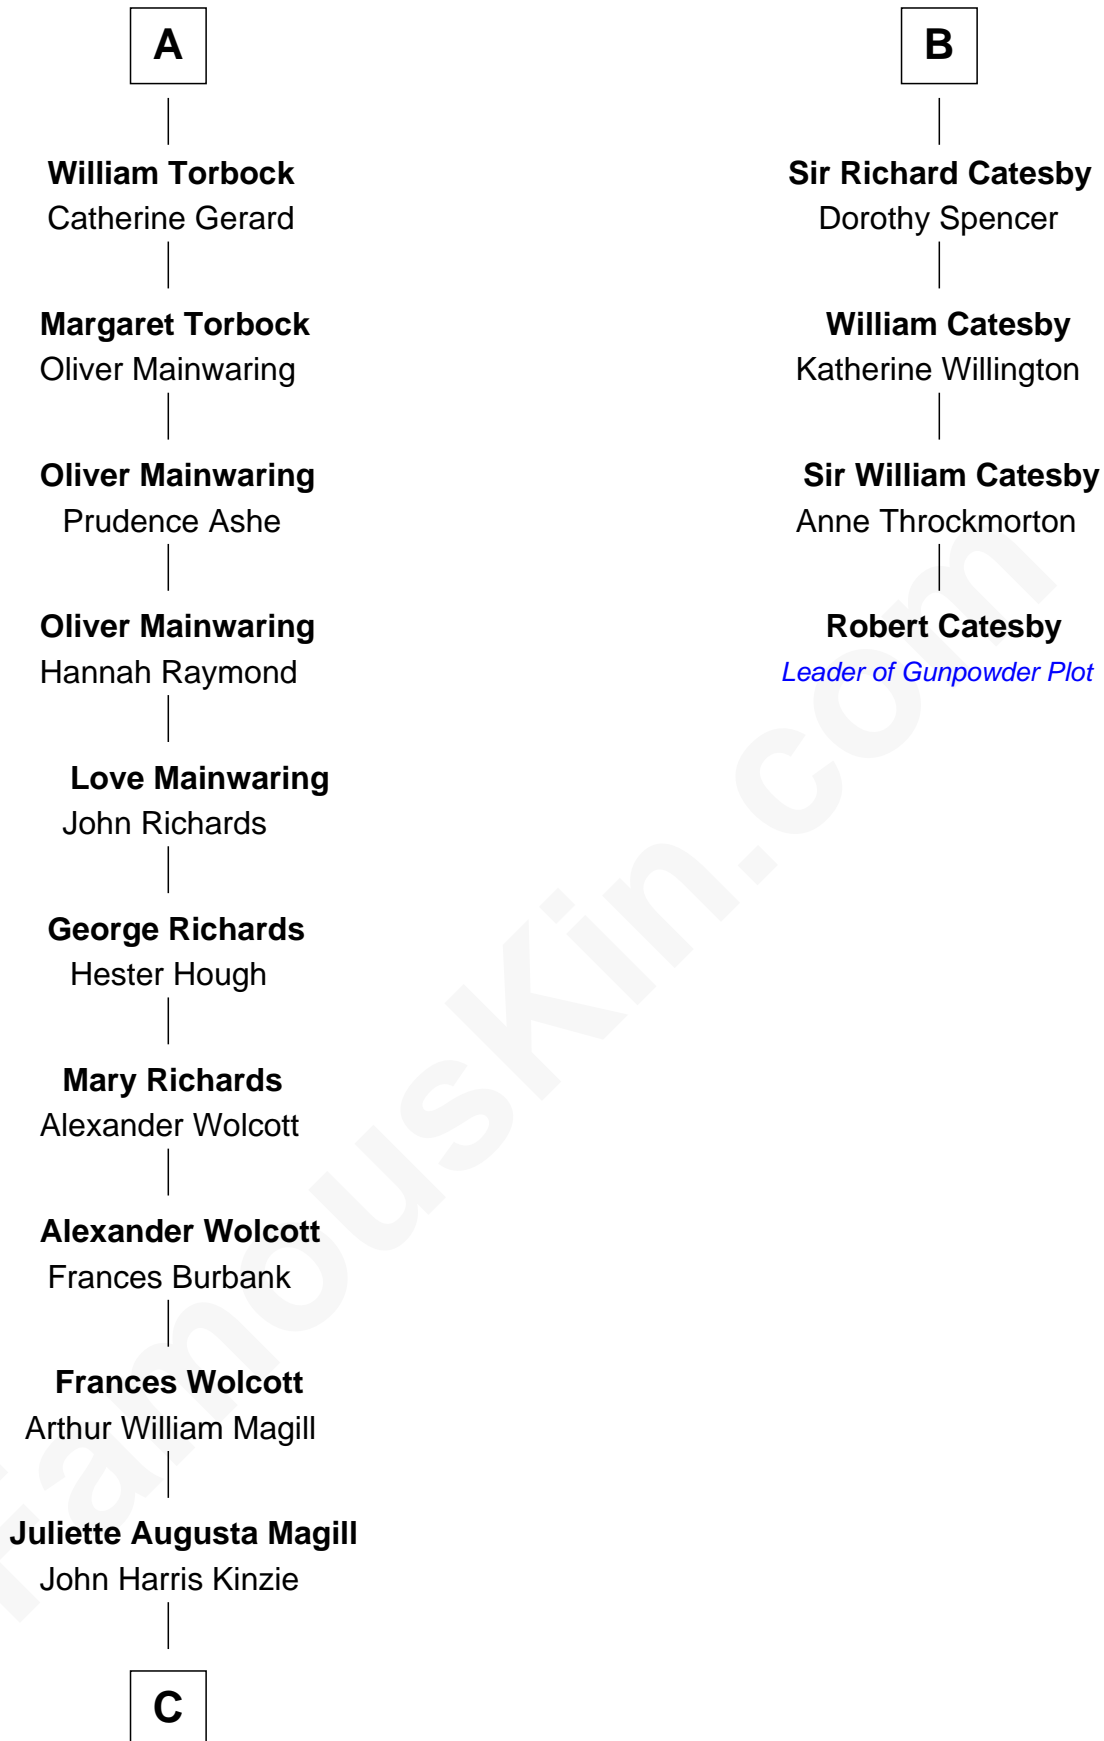 A
William Torbock
Catherine Gerard
Margaret Torbock
Oliver Mainwaring
Oliver Mainwaring
Prudence Ashe
Oliver Mainwaring
Hannah Raymond
Love Mainwaring
John Richards
George Richards
Hester Hough
Mary Richards
Alexander Wolcott
Alexander Wolcott
Frances Burbank
Frances Wolcott
Arthur William Magill
Juliette Augusta Magill
John Harris Kinzie
C
B
Sir Richard Catesby
Dorothy Spencer
William Catesby
Katherine Willington
Sir William Catesby
Anne Throckmorton
Robert Catesby
Leader of Gunpowder Plot
FamousKin.com